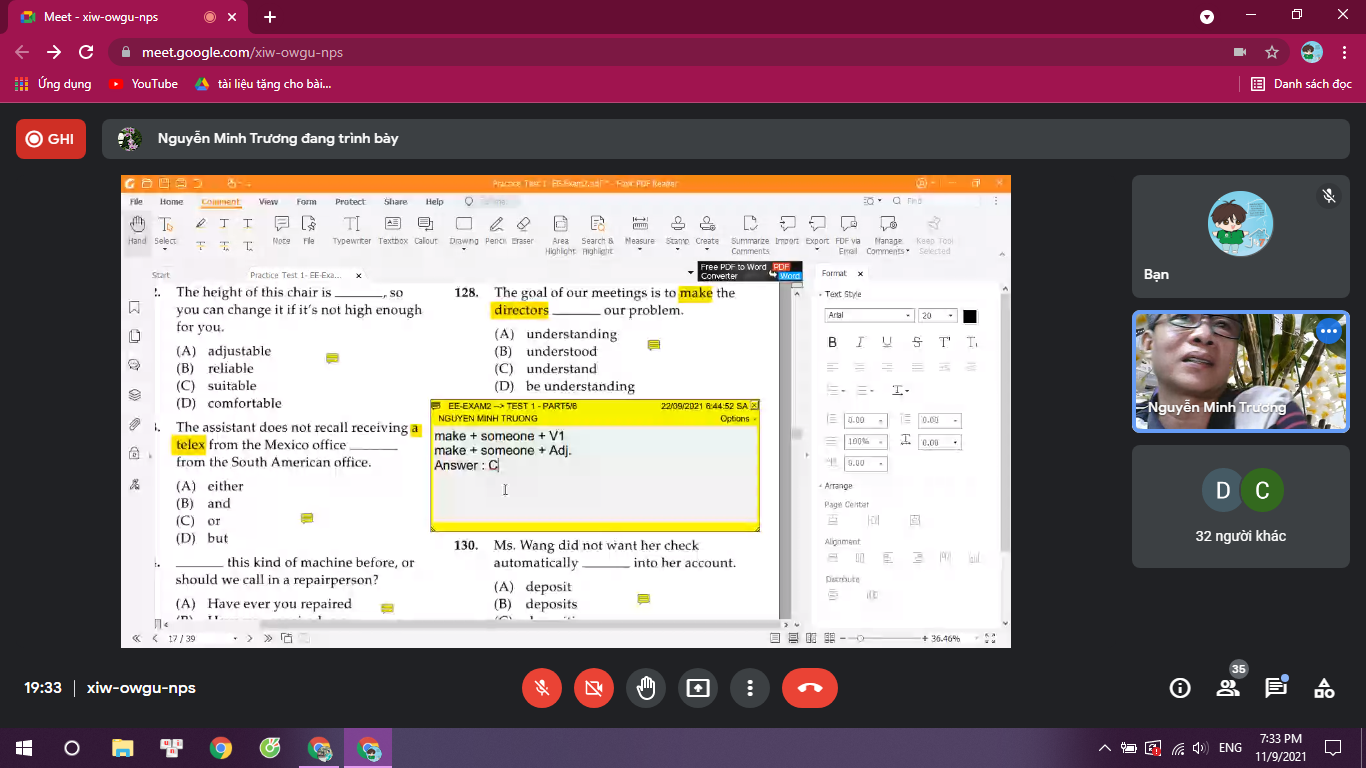 Meet - xiw-owgu-nps
meet.google.com/xiw-owgu-nps
Ứng dụng
YouTube
tài liệu tặng cho bài...
Danh sách đọc
GHI
Nguyễn Minh Trương đang trình bày
File Home Comment View Form Protect Share Help
Find
Hand
Select
Note
File
Typewriter
Textbox
Callout
Drawing
Pencil
Eraser
Area Highlight
Search & Highlight
Measure
Stamp
Create
Summarize Comments
Import
Export
FDF via Email
Manage Comments
Keep Tool Selected
Start
Practice Test 1- EE-Exa...
Free PDF to Word Converter
PDF
Word
Format
2. The height of this chair is _______, so
you can change it if it's not high enough
for you.
(A) adjustable
(B) reliable
(C) suitable
(D) comfortable
The assistant does not recall receiving a
telex from the Mexico office _______
from the South American office.
(A) either
(B) and
(C) or
(D) but
_______ this kind of machine before, or
should we call in a repairperson?
(A) Have ever you repaired
128. The goal of our meetings is to make the
directors _______ our problem.
(A) understanding
(B) understood
(C) understand
(D) be understanding
EE-EXAM2 --> TEST 1 - PART5/6
22/09/2021 6:44:52 SA
NGUYEN MINH TRUONG
Options
make + someone + V1
make + someone + Adj.
Answer : C
130. Ms. Wang did not want her check
automatically _______ into her account.
(A) deposit
(B) deposits
Text Style
Arial
20
B I U S T T
0.00
0.00
100%
0.00
0.00
Arrange
Page Center
Alignment
Distribute
17 / 39
36.46%
Bạn
Nguyễn Minh Trương
D
C
32 người khác
19:33
xiw-owgu-nps
35
ENG
7:33 PM
11/9/2021